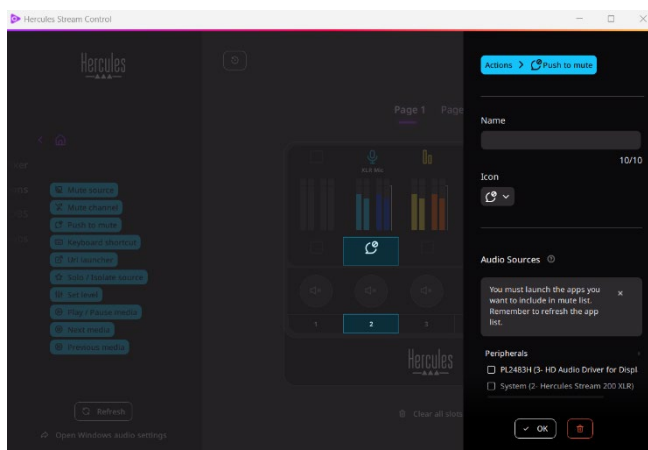 Hercules Stream Control
Hercules
Page 1
Page
XLR Mic
Mute source
Mute channel
Push to mute
Keyboard shortcut
Url launcher
Solo / Isolate source
Set level
Play / Pause media
Next media
Previous media
1
2
3
Hercules
Refresh
Open Windows audio settings
Clear all slots
Actions > Push to mute
Name
10/10
Icon
Audio Sources
You must launch the apps you
want to include in mute list.
Remember to refresh the app
list.
Peripherals
PL2483H (3- HD Audio Driver for Displ
System (2- Hercules Stream 200 XLR)
OK